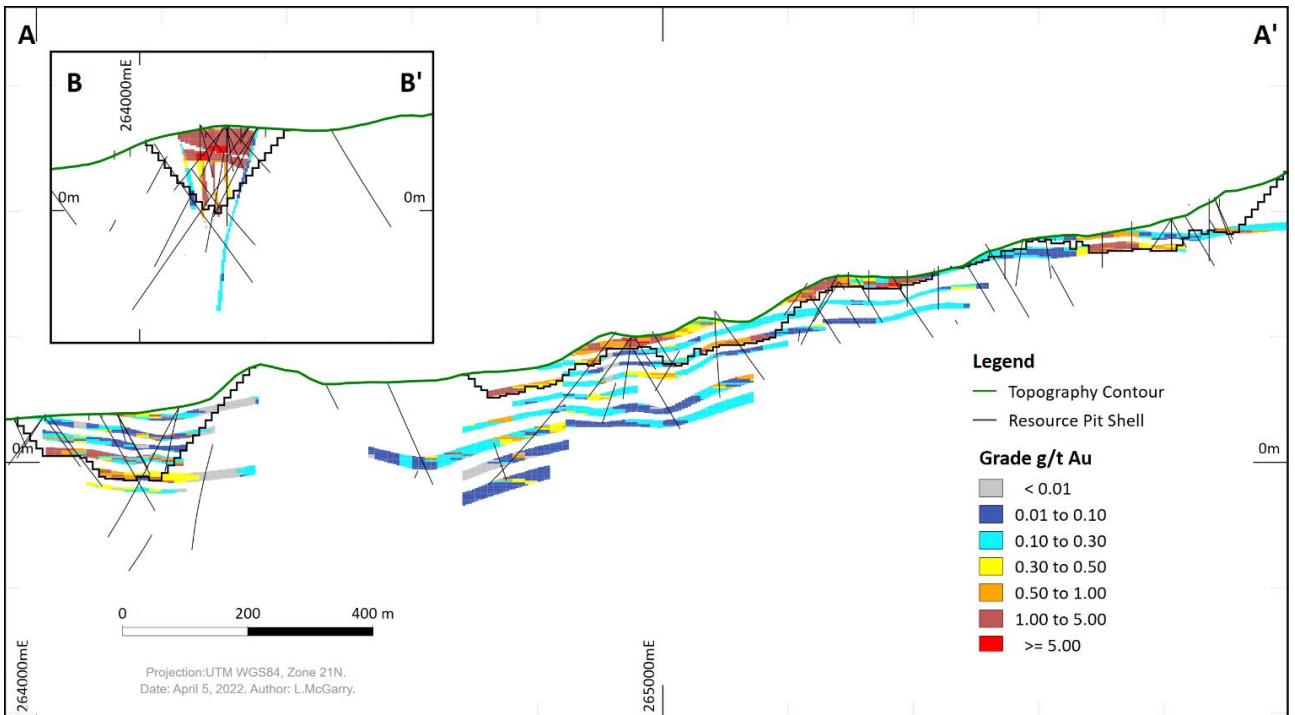 A
A'
B
B'
264000mE
0m
0m
0m
0m
Legend
Topography Contour
Resource Pit Shell
Grade g/t Au
< 0.01
0.01 to 0.10
0.10 to 0.30
0.30 to 0.50
0.50 to 1.00
1.00 to 5.00
>= 5.00
0
200
400 m
Projection:UTM WGS84, Zone 21N.
Date: April 5, 2022. Author: L.McGarry.
264000mE
265000mE